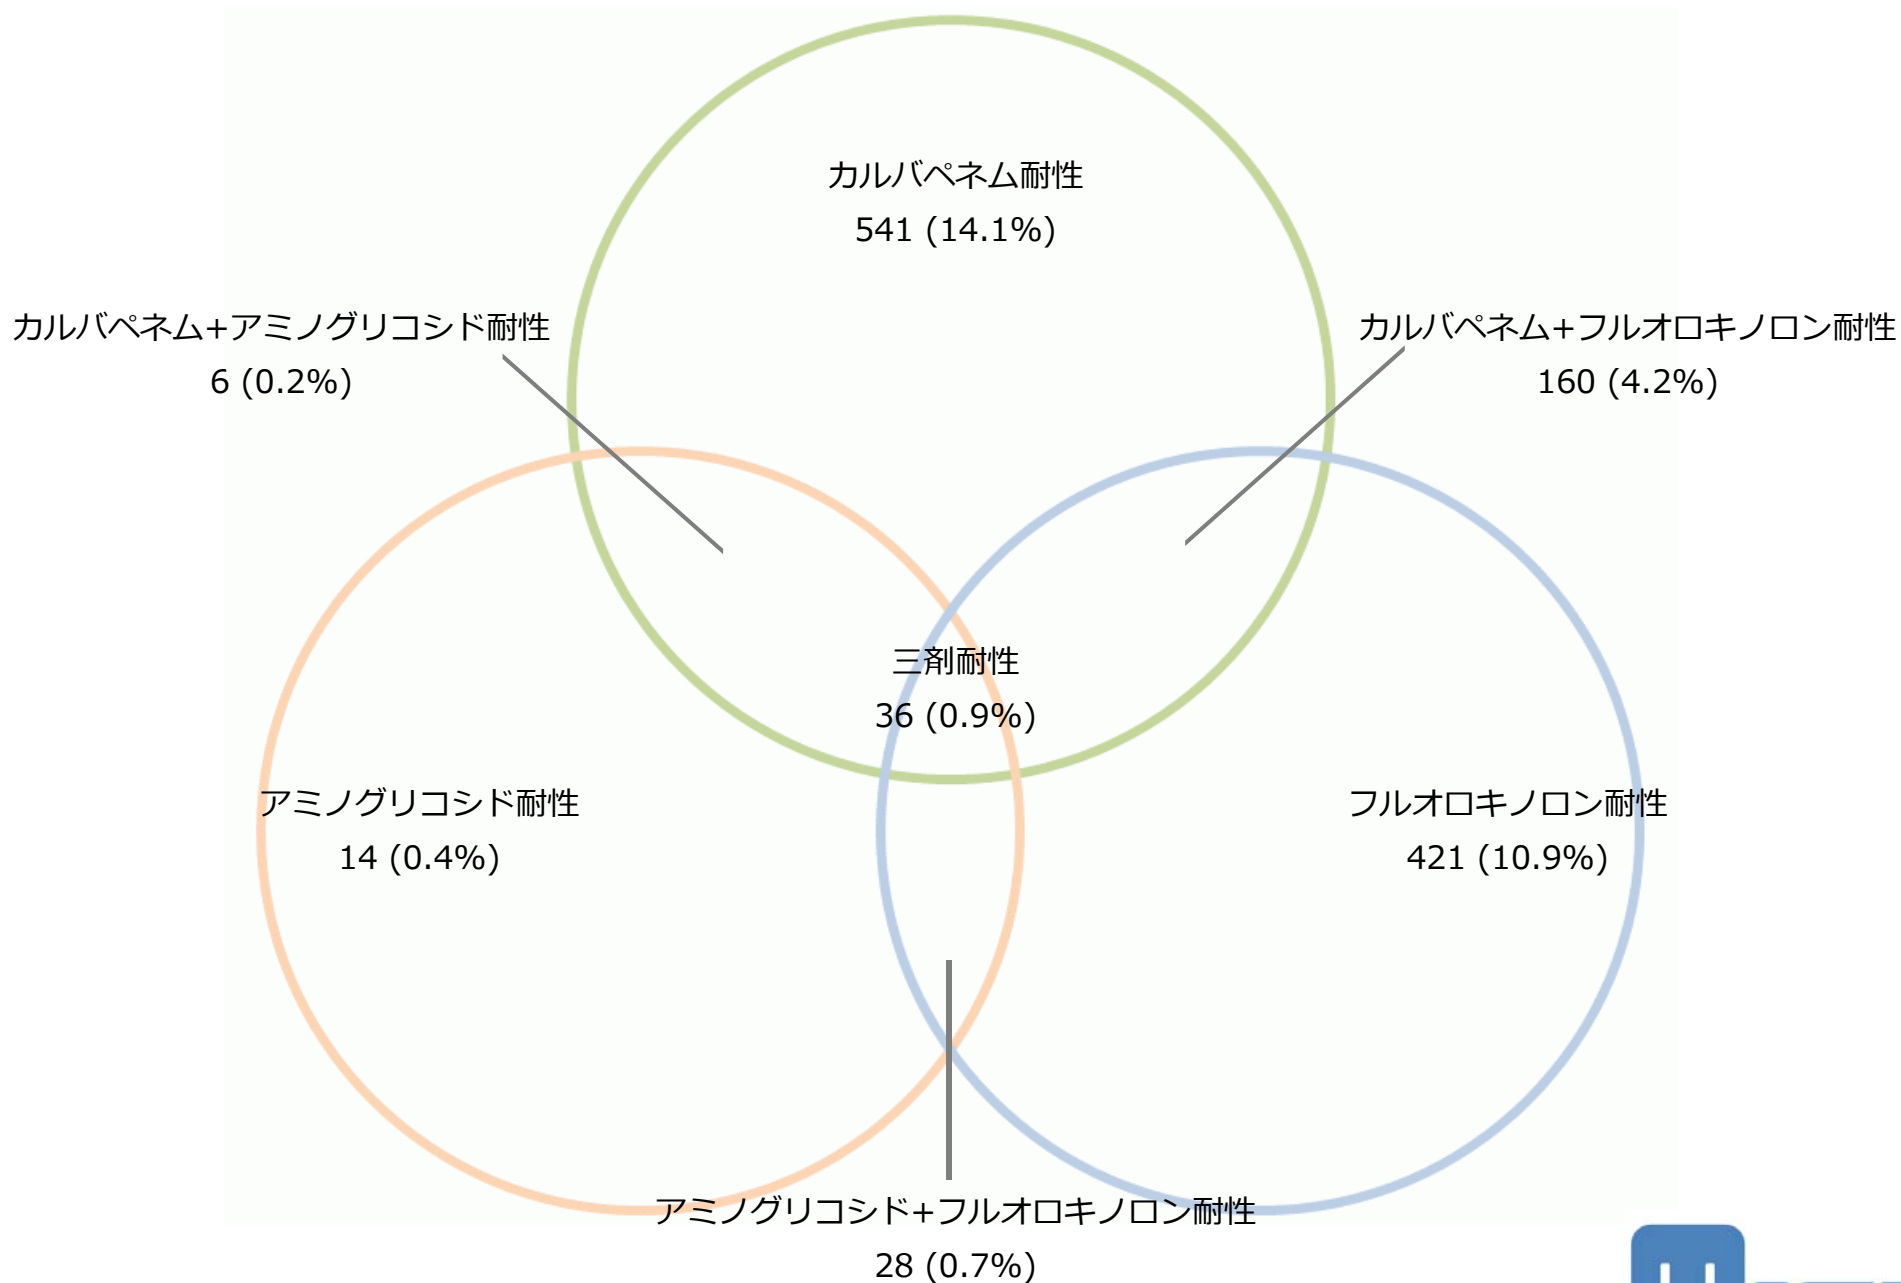 カルバペネム耐性
541 (14.1%)
カルバペネム+アミノグリコシド耐性
6 (0.2%)
カルバペネム+フルオロキノロン耐性
160 (4.2%)
三剤耐性
36 (0.9%)
アミノグリコシド耐性
14 (0.4%)
フルオロキノロン耐性
421 (10.9%)
アミノグリコシド+フルオロキノロン耐性
28 (0.7%)